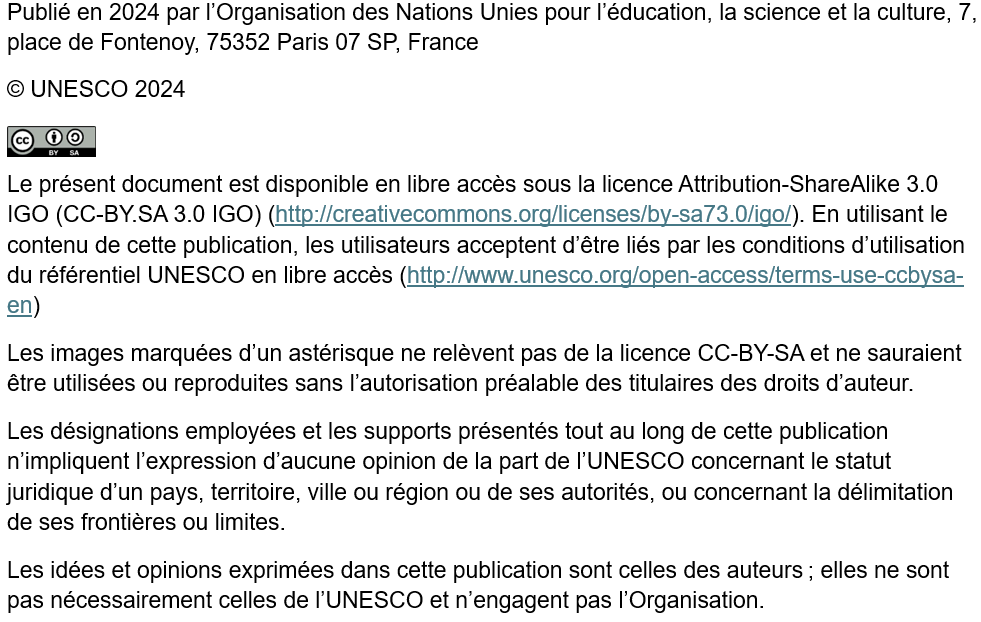 Publié en 2024 par l’Organisation des Nations Unies pour l’éducation, la science et la culture, 7,
place de Fontenoy, 75352 Paris 07 SP, France
© UNESCO 2024
cc BY SA
Le présent document est disponible en libre accès sous la licence Attribution-ShareAlike 3.0
IGO (CC-BY.SA 3.0 IGO) (http://creativecommons.org/licenses/by-sa73.0/igo/). En utilisant le
contenu de cette publication, les utilisateurs acceptent d’être liés par les conditions d’utilisation
du référentiel UNESCO en libre accès (http://www.unesco.org/open-access/terms-use-ccbysa-
en)
Les images marquées d’un astérisque ne relèvent pas de la licence CC-BY-SA et ne sauraient
être utilisées ou reproduites sans l’autorisation préalable des titulaires des droits d’auteur.
Les désignations employées et les supports présentés tout au long de cette publication
n’impliquent l’expression d’aucune opinion de la part de l’UNESCO concernant le statut
juridique d’un pays, territoire, ville ou région ou de ses autorités, ou concernant la délimitation
de ses frontières ou limites.
Les idées et opinions exprimées dans cette publication sont celles des auteurs ; elles ne sont
pas nécessairement celles de l’UNESCO et n’engagent pas l’Organisation.